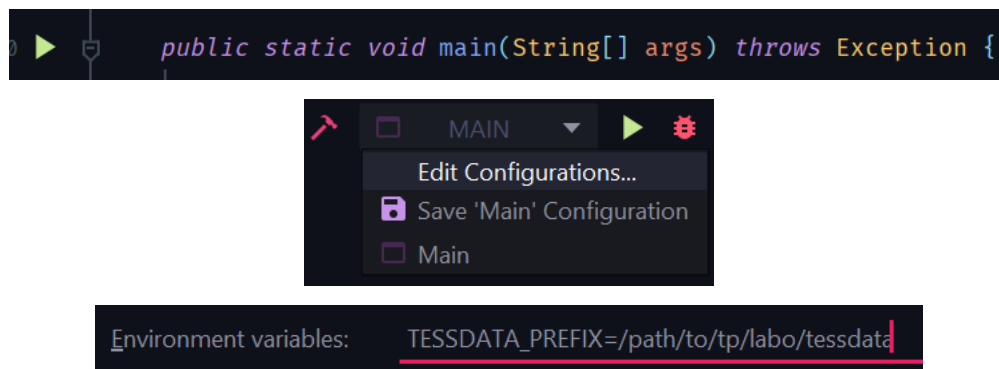 public static void main(String[] args) throws Exception {
MAIN
Edit Configurations...
Save 'Main' Configuration
Main
Environment variables: TESSDATA_PREFIX=/path/to/tp/labo/tessdata